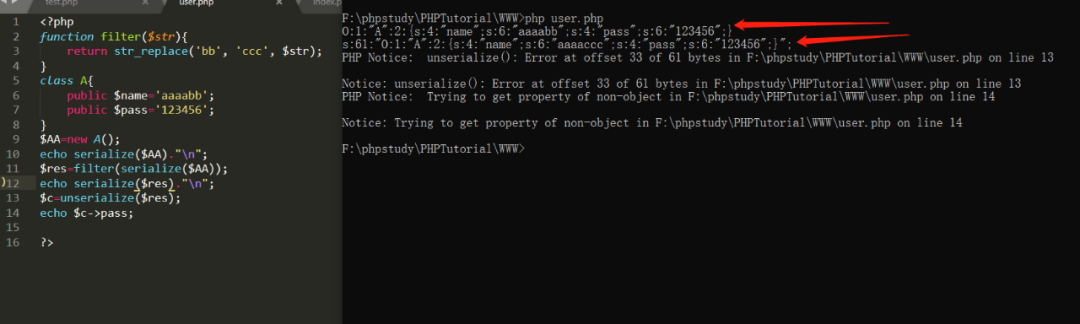 test.php
user.php
index.p
1 <?php
2 function filter($str){
3 return str_replace('bb', 'ccc', $str);
4 }
5 class A{
6 public $name='aaaabb';
7 public $pass='123456';
8 }
9 $AA=new A();
10 echo serialize($AA)."\n";
11 $res=filter(serialize($AA));
12 echo serialize($res)."\n";
13 $c=unserialize($res);
14 echo $c->pass;
15
16 ?>
F:\phpstudy\PHPTutorial\WWW>php user.php
O:1:"A":2:{s:4:"name";s:6:"aaaabb";s:4:"pass";s:6:"123456";}
s:61:"O:1:"A":2:{s:4:"name";s:6:"aaaaccc";s:4:"pass";s:6:"123456";}";
PHP Notice:  unserialize(): Error at offset 33 of 61 bytes in F:\phpstudy\PHPTutorial\WWW\user.php on line 13
Notice: unserialize(): Error at offset 33 of 61 bytes in F:\phpstudy\PHPTutorial\WWW\user.php on line 13
PHP Notice:  Trying to get property of non-object in F:\phpstudy\PHPTutorial\WWW\user.php on line 14
Notice: Trying to get property of non-object in F:\phpstudy\PHPTutorial\WWW\user.php on line 14
F:\phpstudy\PHPTutorial\WWW>